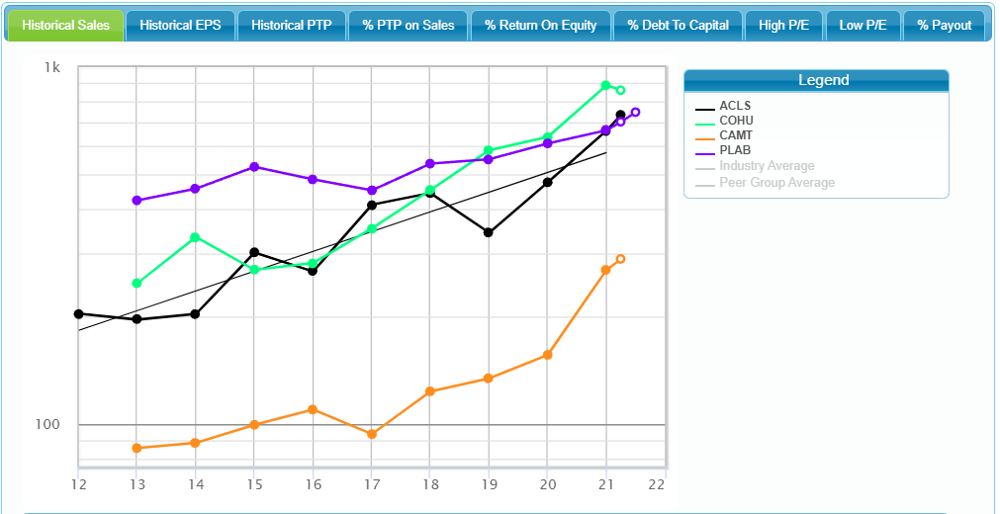 Historical Sales Historical EPS Historical PTP % PTP on Sales % Return On Equity % Debt To Capital High P/E Low P/E % Payout
Legend
ACLS
COHU
CAMT
PLAB
Industry Average
Peer Group Average
1k
100
12 13 14 15 16 17 18 19 20 21 22